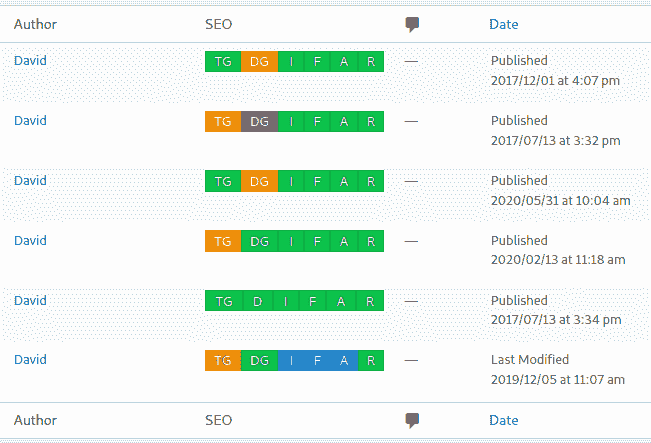 Author SEO Date
David TG DG I F A R — Published
2017/12/01 at 4:07 pm
David TG DG I F A R — Published
2017/07/13 at 3:32 pm
David TG DG I F A R — Published
2020/05/31 at 10:04 am
David TG DG I F A R — Published
2020/02/13 at 11:18 am
David TG D I F A R — Published
2017/07/13 at 3:34 pm
David TG DG I F A R — Last Modified
2019/12/05 at 11:07 am
Author SEO Date